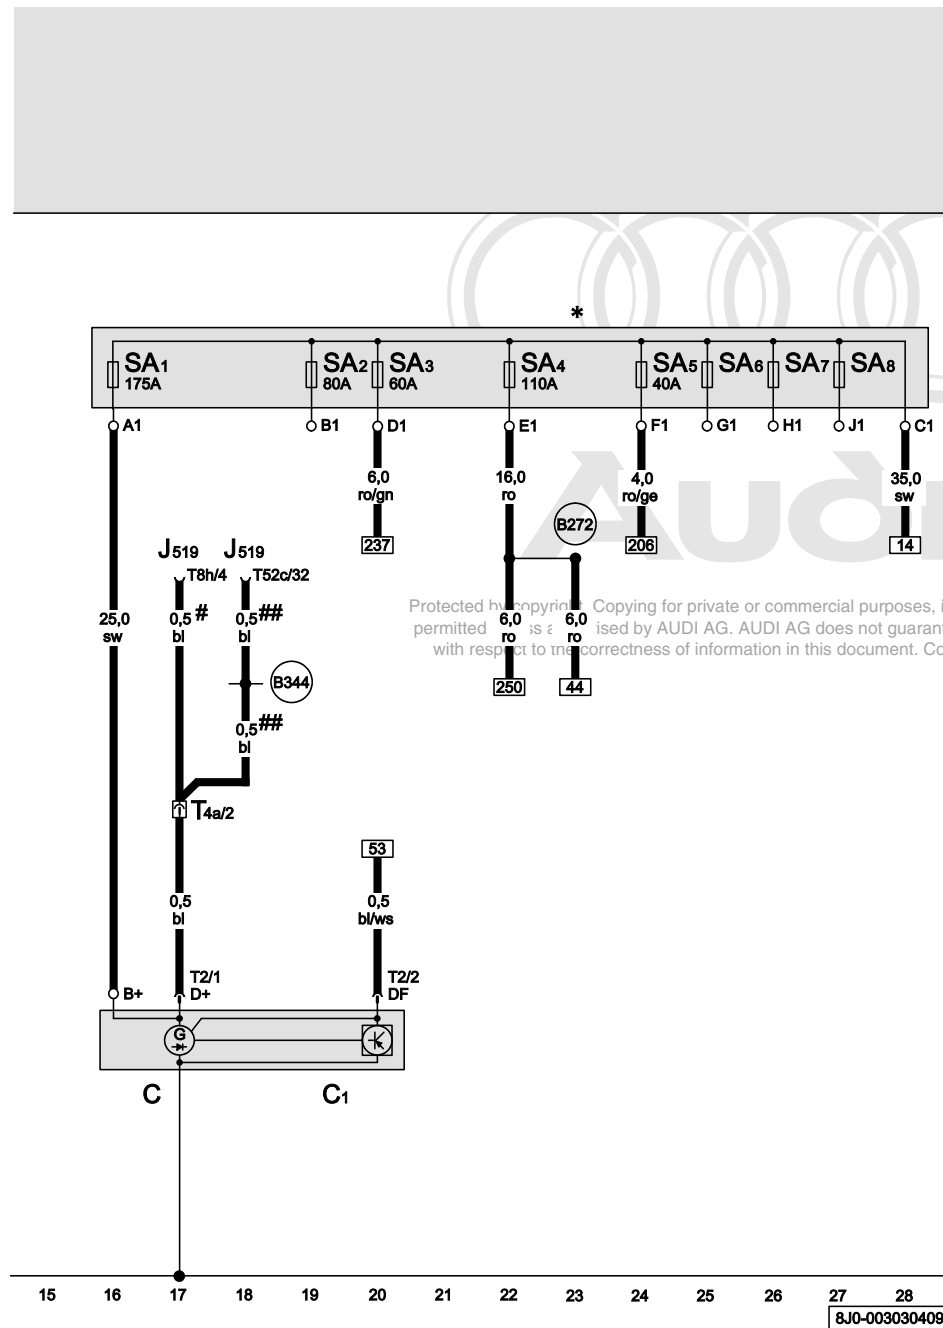 *
SA1 SA2 SA3 SA4 SA5 SA6 SA7 SA8
175A 80A 60A 110A 40A
A1 B1 D1 E1 F1 G1 H1 J1 C1
6,0 16,0 4,0 35,0
ro/gn ro ro/ge sw
Audi
B272
237 206 14
J519 J519
T8h/4 T52c/32
Protected by copyright. Copying for private or commercial purposes,
25,0 0,5 # 0,5 ## 6,0 6,0
sw bl bl ro ro
permitted ised by AUDI AG. AUDI AG does not guarant
with respect to the correctness of information in this document. Co
B344
250 44
0,5 ##
bl
T4a/2
53
0,5 0,5
bl bl/ws
T2/1 T2/2
B+ D+ DF
G
C C1
15 16 17 18 19 20 21 22 23 24 25 26 27 28
8J0-003030409